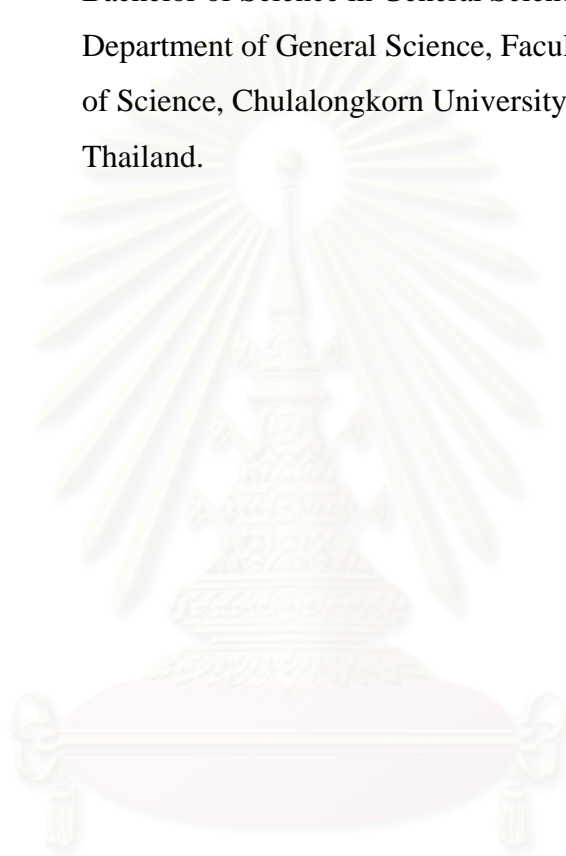 Bachelor of Science in General Scien
Department of General Science, Facul
of Science, Chulalongkorn University
Thailand.